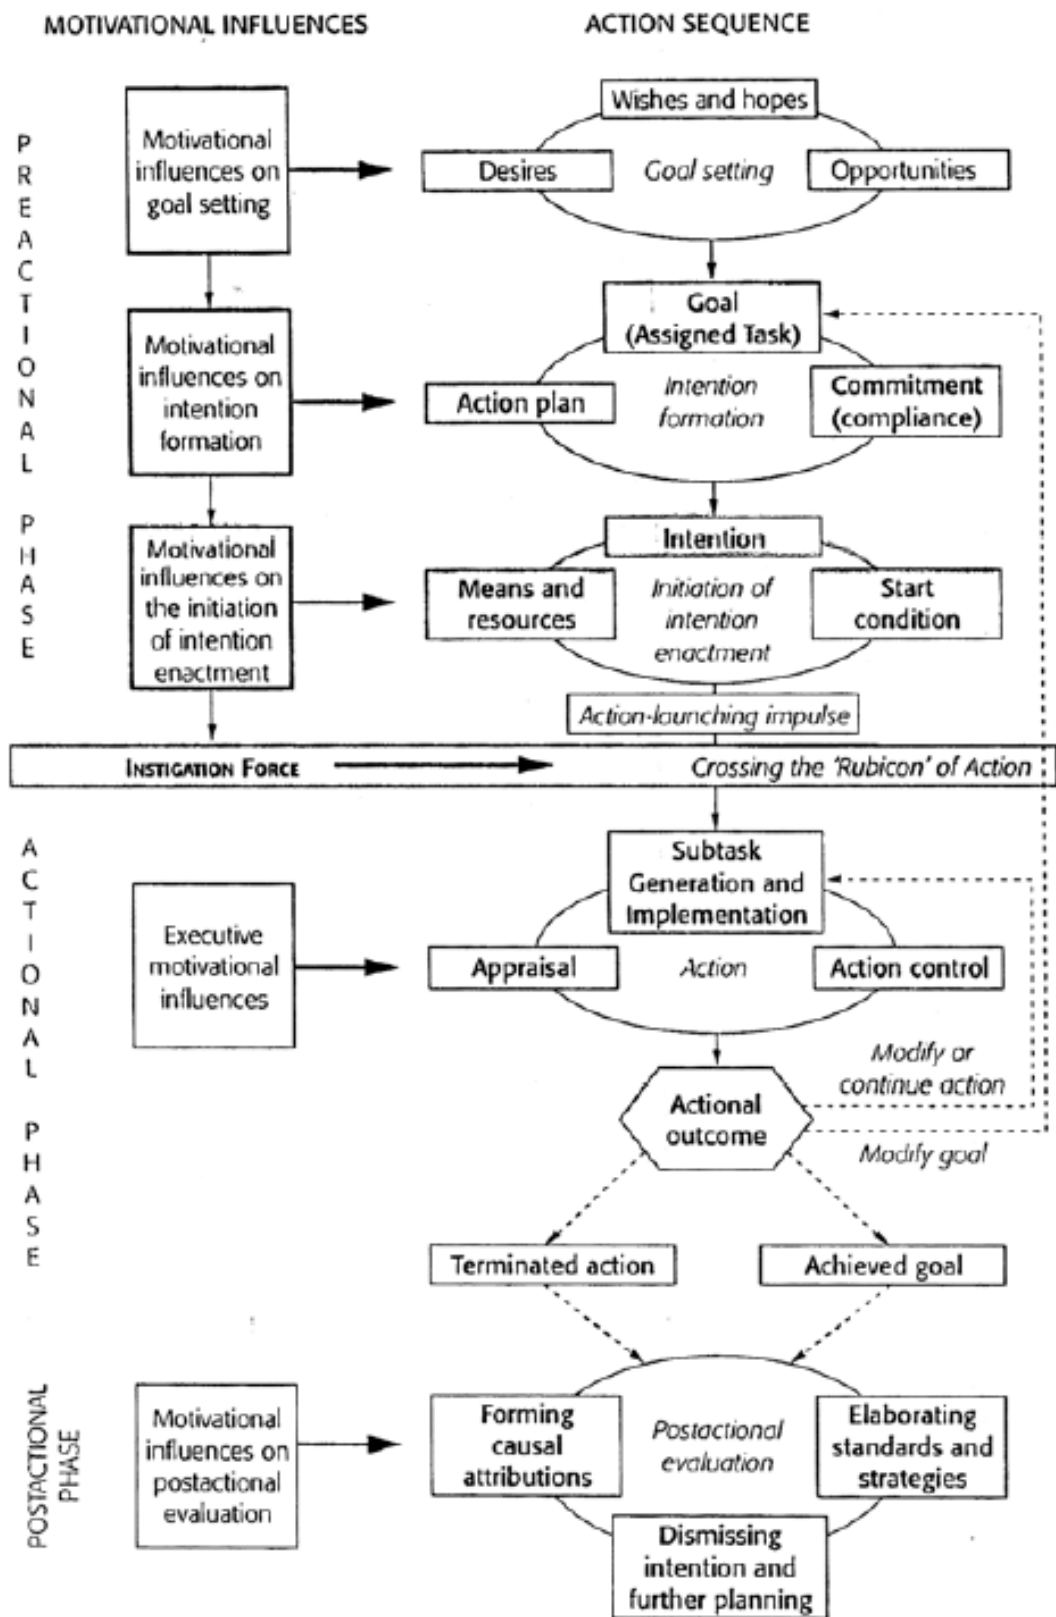 MOTIVATIONAL INFLUENCES
ACTION SEQUENCE
PREACTIONAL PHASE
Motivational
influences on
goal setting
Wishes and hopes
Desires
Goal setting
Opportunities
Motivational
influences on
intention
formation
Goal
(Assigned Task)
Action plan
Intention
formation
Commitment
(compliance)
Motivational
influences on
the initiation
of intention
enactment
Intention
Means and
resources
Initiation of
intention
enactment
Start
condition
Action-launching impulse
INSTIGATION FORCE
Crossing the 'Rubicon' of Action
ACTIONAL PHASE
Executive
motivational
influences
Subtask
Generation and
Implementation
Appraisal
Action
Action control
Modify or
continue action
Actional
outcome
Modify goal
Terminated action
Achieved goal
POSTACTIONAL
PHASE
Motivational
influences on
postactional
evaluation
Forming
causal
attributions
Postactional
evaluation
Elaborating
standards and
strategies
Dismissing
intention and
further planning